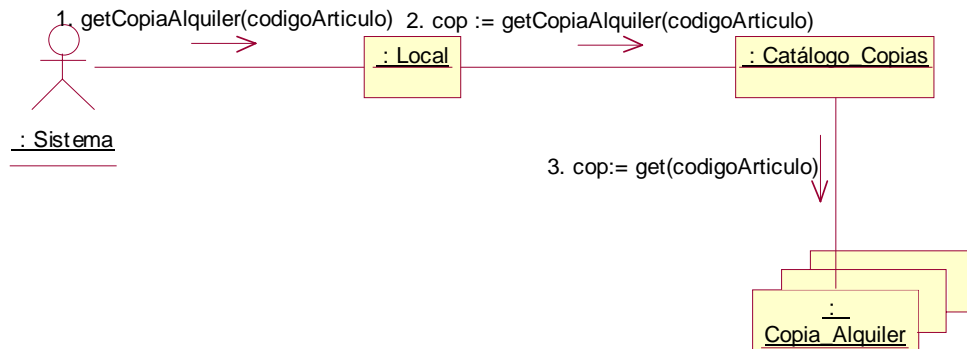 1. getCopiaAlquiler(codigoArticulo)
2. cop := getCopiaAlquiler(codigoArticulo)
: Local
: Catálogo_Copias
: Sistema
3. cop:= get(codigoArticulo)
:
Copia_Alquiler